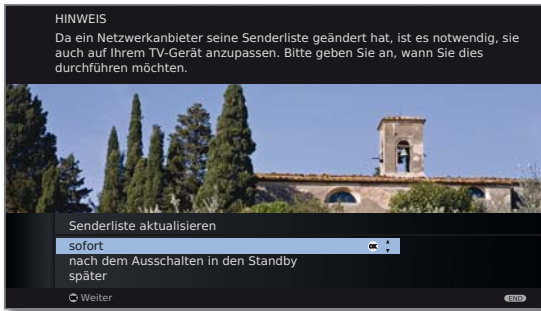 HINWEIS
Da ein Netzwerkanbieter seine Senderliste geändert hat, ist es notwendig, sie
auch auf Ihrem TV-Gerät anzupassen. Bitte geben Sie an, wann Sie dies
durchführen möchten.
Senderliste aktualisieren
sofort OK
nach dem Ausschalten in den Standby
später
Weiter END